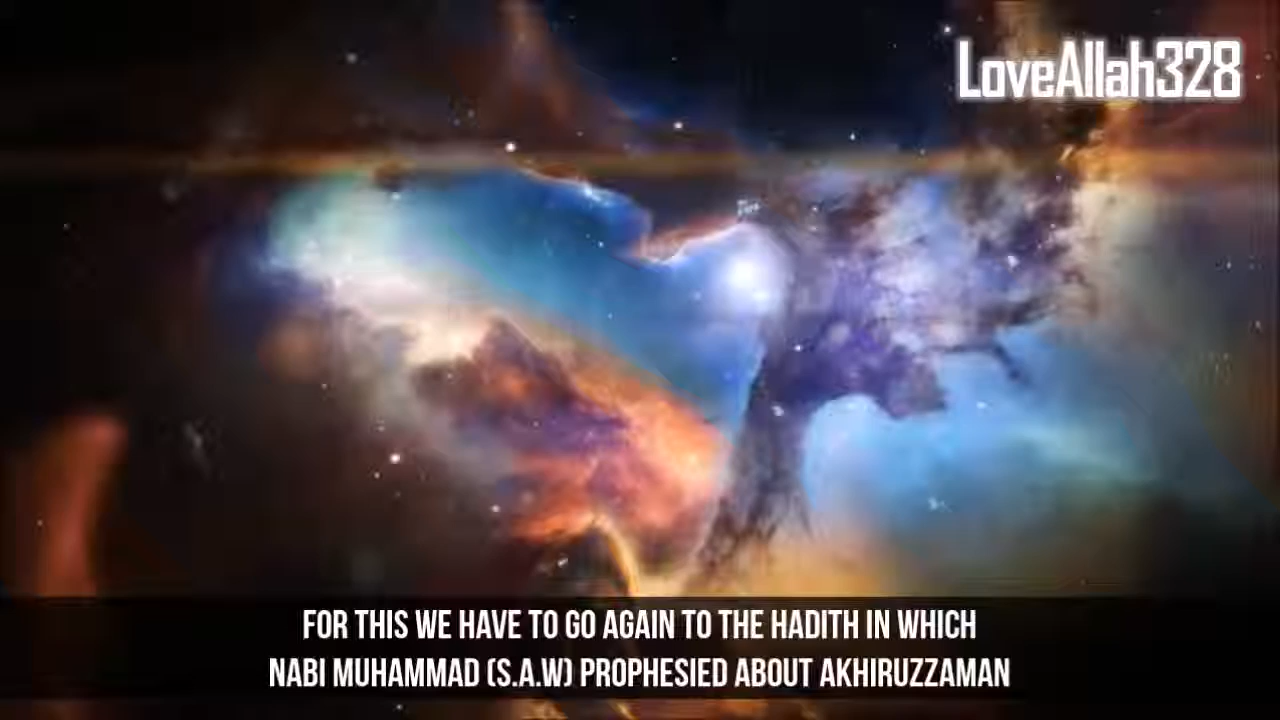 LoveAllah328
FOR THIS WE HAVE TO GO AGAIN TO THE HADITH IN WHICH
NABI MUHAMMAD (S.A.W) PROPHESIED ABOUT AKHIRUZZAMAN